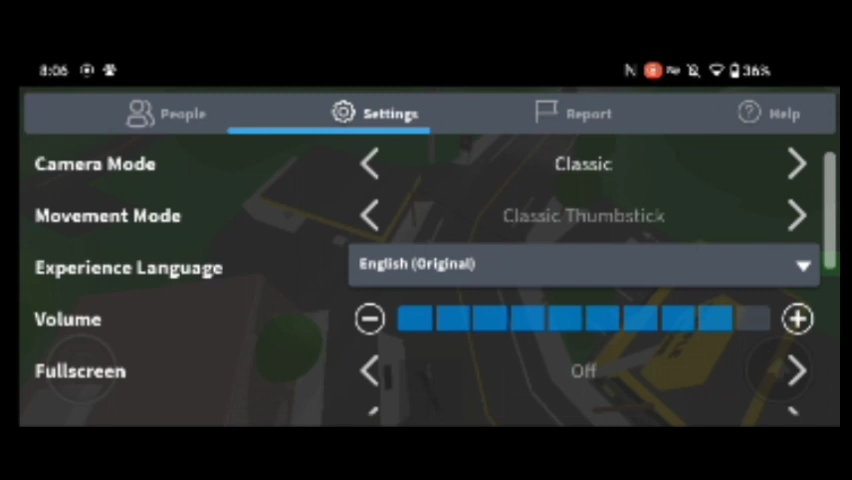 8:06
36%
People Settings Report Help
Camera Mode Classic
Movement Mode Classic Thumbstick
Experience Language English (Original)
Volume
Fullscreen Off